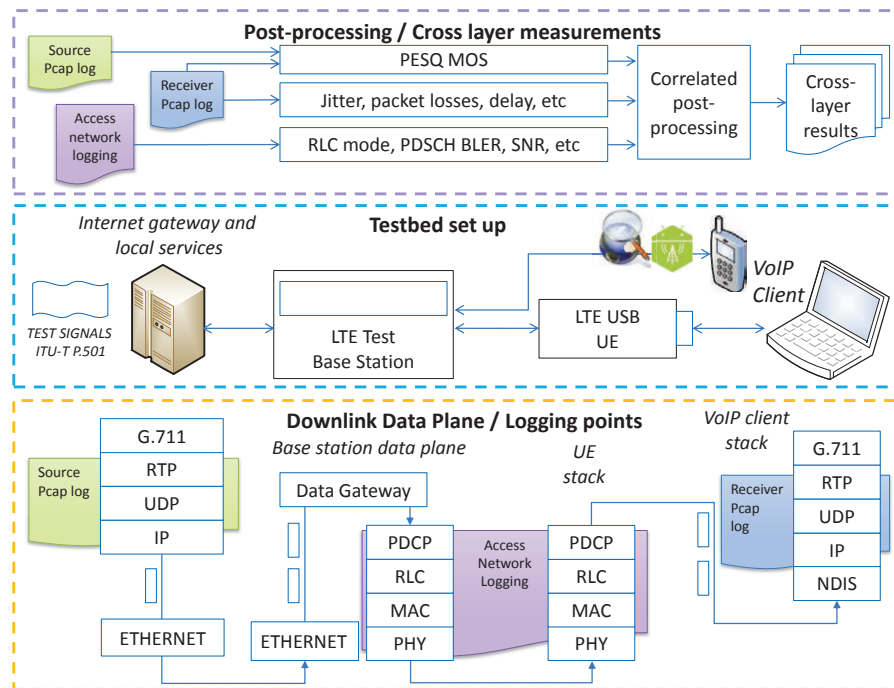 Post-processing / Cross layer measurements
Source
Pcap log
Receiver
Pcap log
Access
network
logging
PESQ MOS
Jitter, packet losses, delay, etc
RLC mode, PDSCH BLER, SNR, etc
Correlated
post-
processing
Cross-
layer
results
Testbed set up
Internet gateway and
local services
TEST SIGNALS
ITU-T P.501
LTE Test
Base Station
LTE USB
UE
VoIP
Client
Downlink Data Plane / Logging points
Source
Pcap log
G.711
RTP
UDP
IP
ETHERNET
Base station data plane
Data Gateway
ETHERNET
PDCP
RLC
MAC
PHY
Access
Network
Logging
UE
stack
PDCP
RLC
MAC
PHY
VoIP client
stack
Receiver
Pcap
log
G.711
RTP
UDP
IP
NDIS